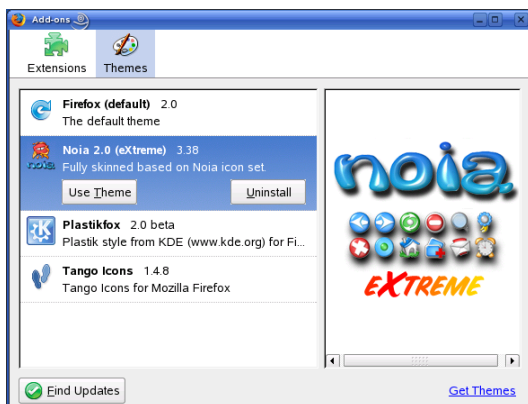 Add-ons
Extensions
Themes
Firefox (default) 2.0
The default theme
Noia 2.0 (eXtreme) 3.38
Fully skinned based on Noia icon set.
Use Theme
Uninstall
Plastikfox 2.0 beta
Plastik style from KDE (www.kde.org) for Fi...
Tango Icons 1.4.8
Tango Icons for Mozilla Firefox
noia
noia
eXTREME
Find Updates
Get Themes